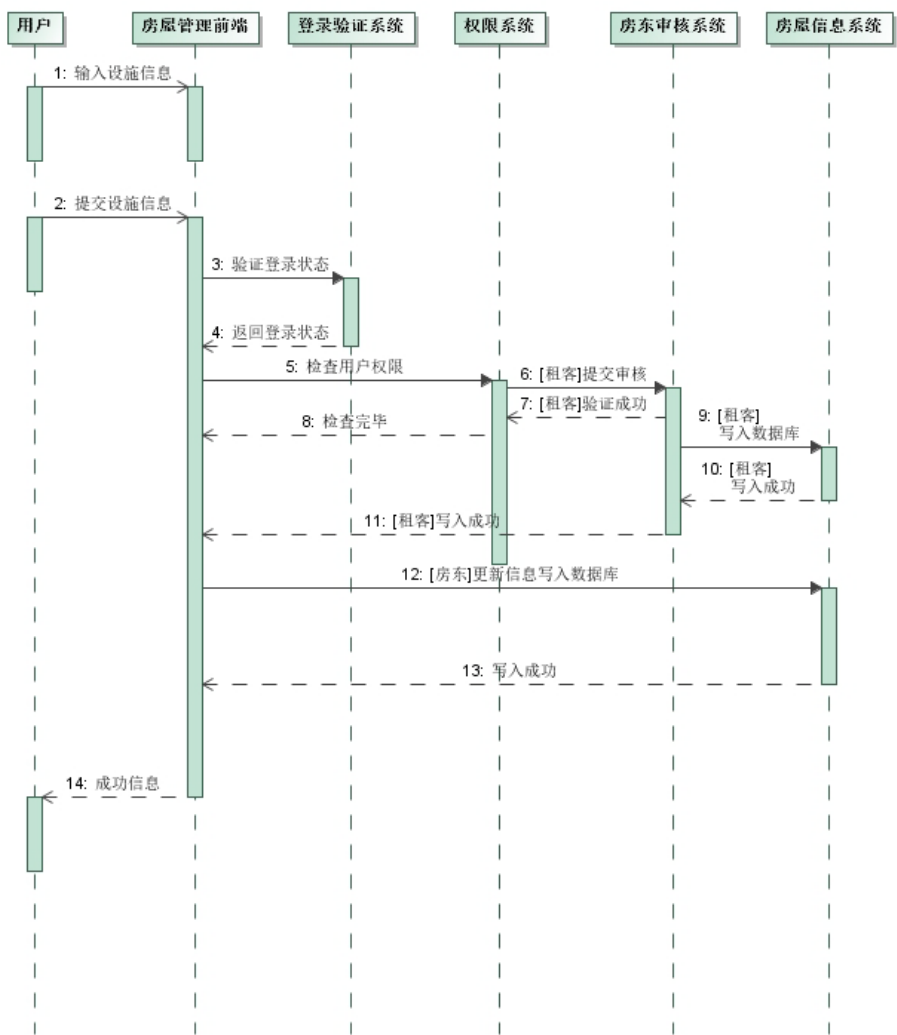 用户
房屋管理前端
登录验证系统
权限系统
房东审核系统
房屋信息系统
1: 输入设施信息
2: 提交设施信息
3: 验证登录状态
4: 返回登录状态
5: 检查用户权限
6: [租客]提交审核
7: [租客]验证成功
8: 检查完毕
9: [租客]
写入数据库
10: [租客]
写入成功
11: [租客]写入成功
12: [房东]更新信息写入数据库
13: 写入成功
14: 成功信息